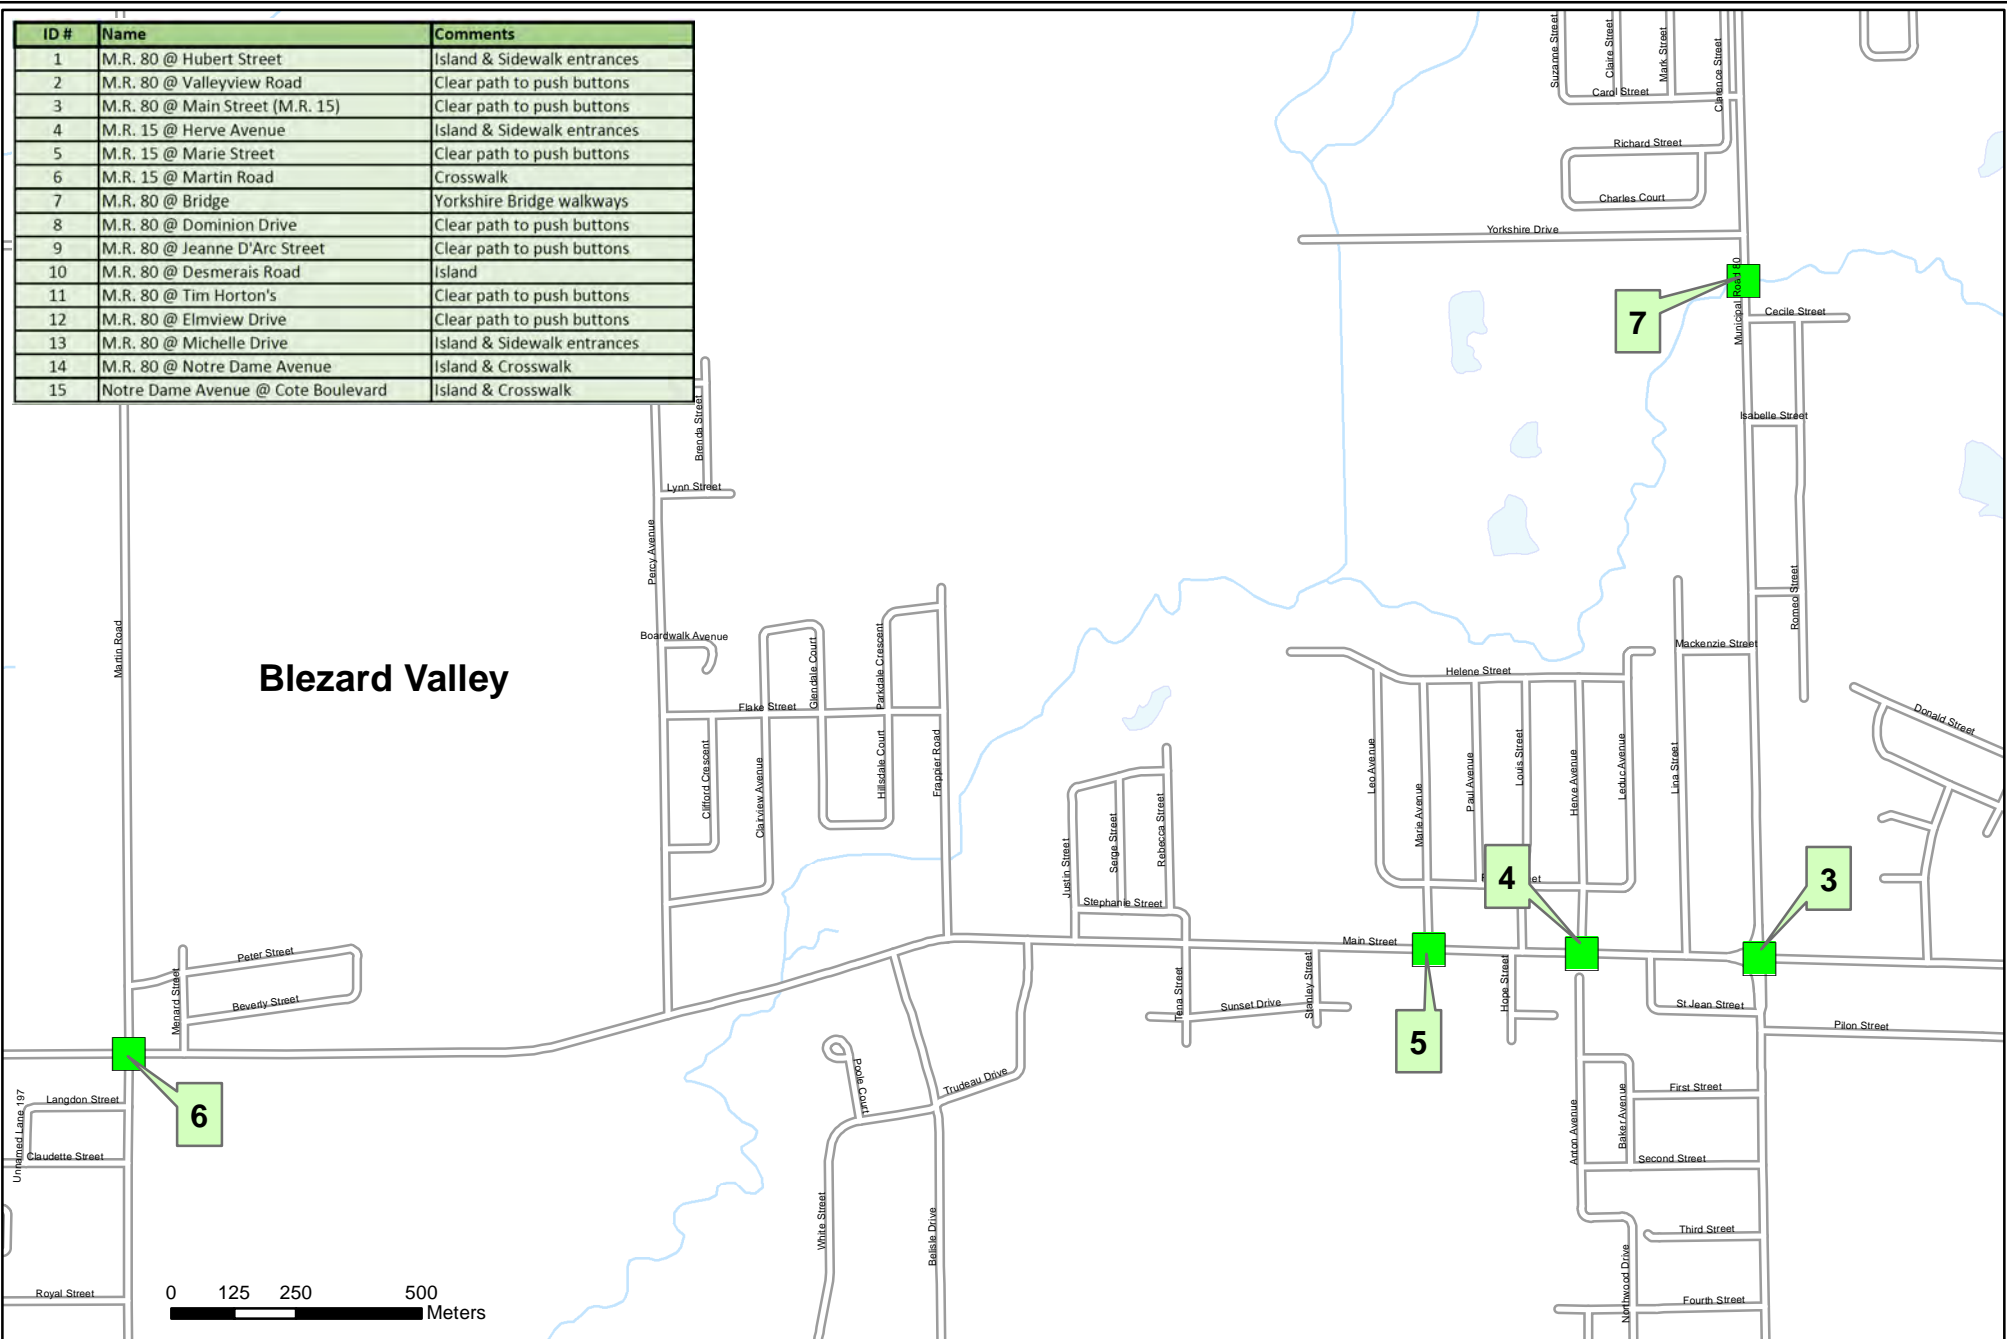 ID # Name Comments
1 M.R. 80 @ Hubert Street Island & Sidewalk entrances
2 M.R. 80 @ Valleyview Road Clear path to push buttons
3 M.R. 80 @ Main Street (M.R. 15) Clear path to push buttons
4 M.R. 15 @ Herve Avenue Island & Sidewalk entrances
5 M.R. 15 @ Marie Street Clear path to push buttons
6 M.R. 15 @ Martin Road Crosswalk
7 M.R. 80 @ Bridge Yorkshire Bridge walkways
8 M.R. 80 @ Dominion Drive Clear path to push buttons
9 M.R. 80 @ Jeanne D'Arc Street Clear path to push buttons
10 M.R. 80 @ Desmerais Road Island
11 M.R. 80 @ Tim Horton's Clear path to push buttons
12 M.R. 80 @ Elmview Drive Clear path to push buttons
13 M.R. 80 @ Michelle Drive Island & Sidewalk entrances
14 M.R. 80 @ Notre Dame Avenue Island & Crosswalk
15 Notre Dame Avenue @ Cote Boulevard Island & Crosswalk
Suzanne Street
Claire Street
Mark Street
Clarence Street
Carol Street
Richard Street
Charles Court
Yorkshire Drive
Municipal Road 80
7
Cecile Street
Isabelle Street
Romeo Street
Brenda Street
Lynn Street
Percy Avenue
Martin Road
Blezard Valley
Boardwalk Avenue
Glendale Court
Parkdale Crescent
Flake Street
Clifford Crescent
Clairview Avenue
Hillsdale Court
Frappier Road
Mackenzie Street
Helene Street
Donald Street
Leo Avenue
Marie Avenue
Paul Avenue
Louis Street
Herve Avenue
Leduc Avenue
Lina Street
Justin Street
Serge Street
Rebecca Street
Stephanie Street
4
3
Main Street
Peter Street
Beverly Street
Menard Street
Tena Street
Sunset Drive
Stanley Street
Hope Street
St Jean Street
Pilon Street
5
6
Unnamed Lane 197
Langdon Street
Claudette Street
Royal Street
Poole Court
Trudeau Drive
White Street
Belisle Drive
Anton Avenue
Baker Avenue
First Street
Second Street
Third Street
Northwood Drive
Fourth Street
0 125 250 500
Meters